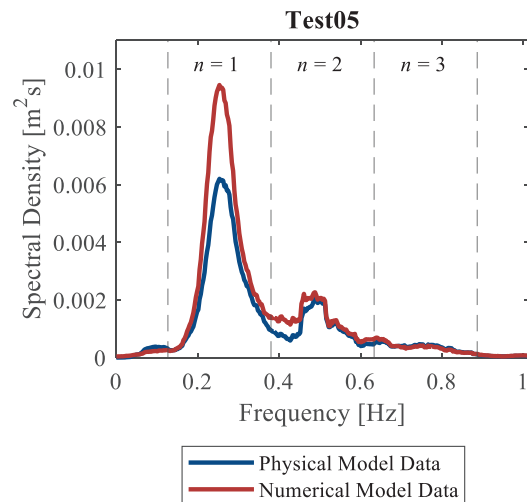 Test05
n = 1
n = 2
n = 3
0.01
0.008
0.006
0.004
0.002
0
Spectral Density [m² s]
0
0.2
0.4
0.6
0.8
1
Frequency [Hz]
Physical Model Data
Numerical Model Data